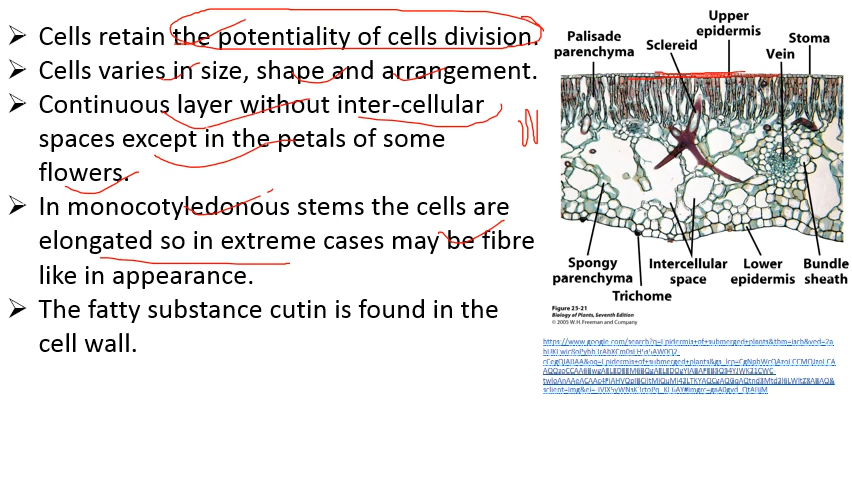 ➢ Cells retain the potentiality of cells division.
➢ Cells varies in size, shape and arrangement.
➢ Continuous layer without inter-cellular
spaces except in the petals of some
flowers.
➢ In monocotyledonous stems the cells are
elongated so in extreme cases may be fibre
like in appearance.
➢ The fatty substance cutin is found in the
cell wall.
Palisade
parenchyma
Sclereid
Upper
epidermis
Vein
Stoma
Spongy
parenchyma
Trichome
Intercellular
space
Lower
epidermis
Bundle
sheath
Figure 25-21
Biology of Plants, Seventh Edition
© 2005 W.H. Freeman and Company